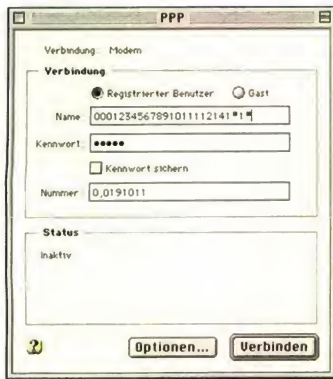 PPP
Verbindung: Modem
Verbindung
Registrierter Benutzer Gast
Name: 0001234567891011112141*1#
Kennwort: •••••
Kennwort sichern
Nummer: 0,0191011
Status
Inaktiv
? Optionen... Verbinden